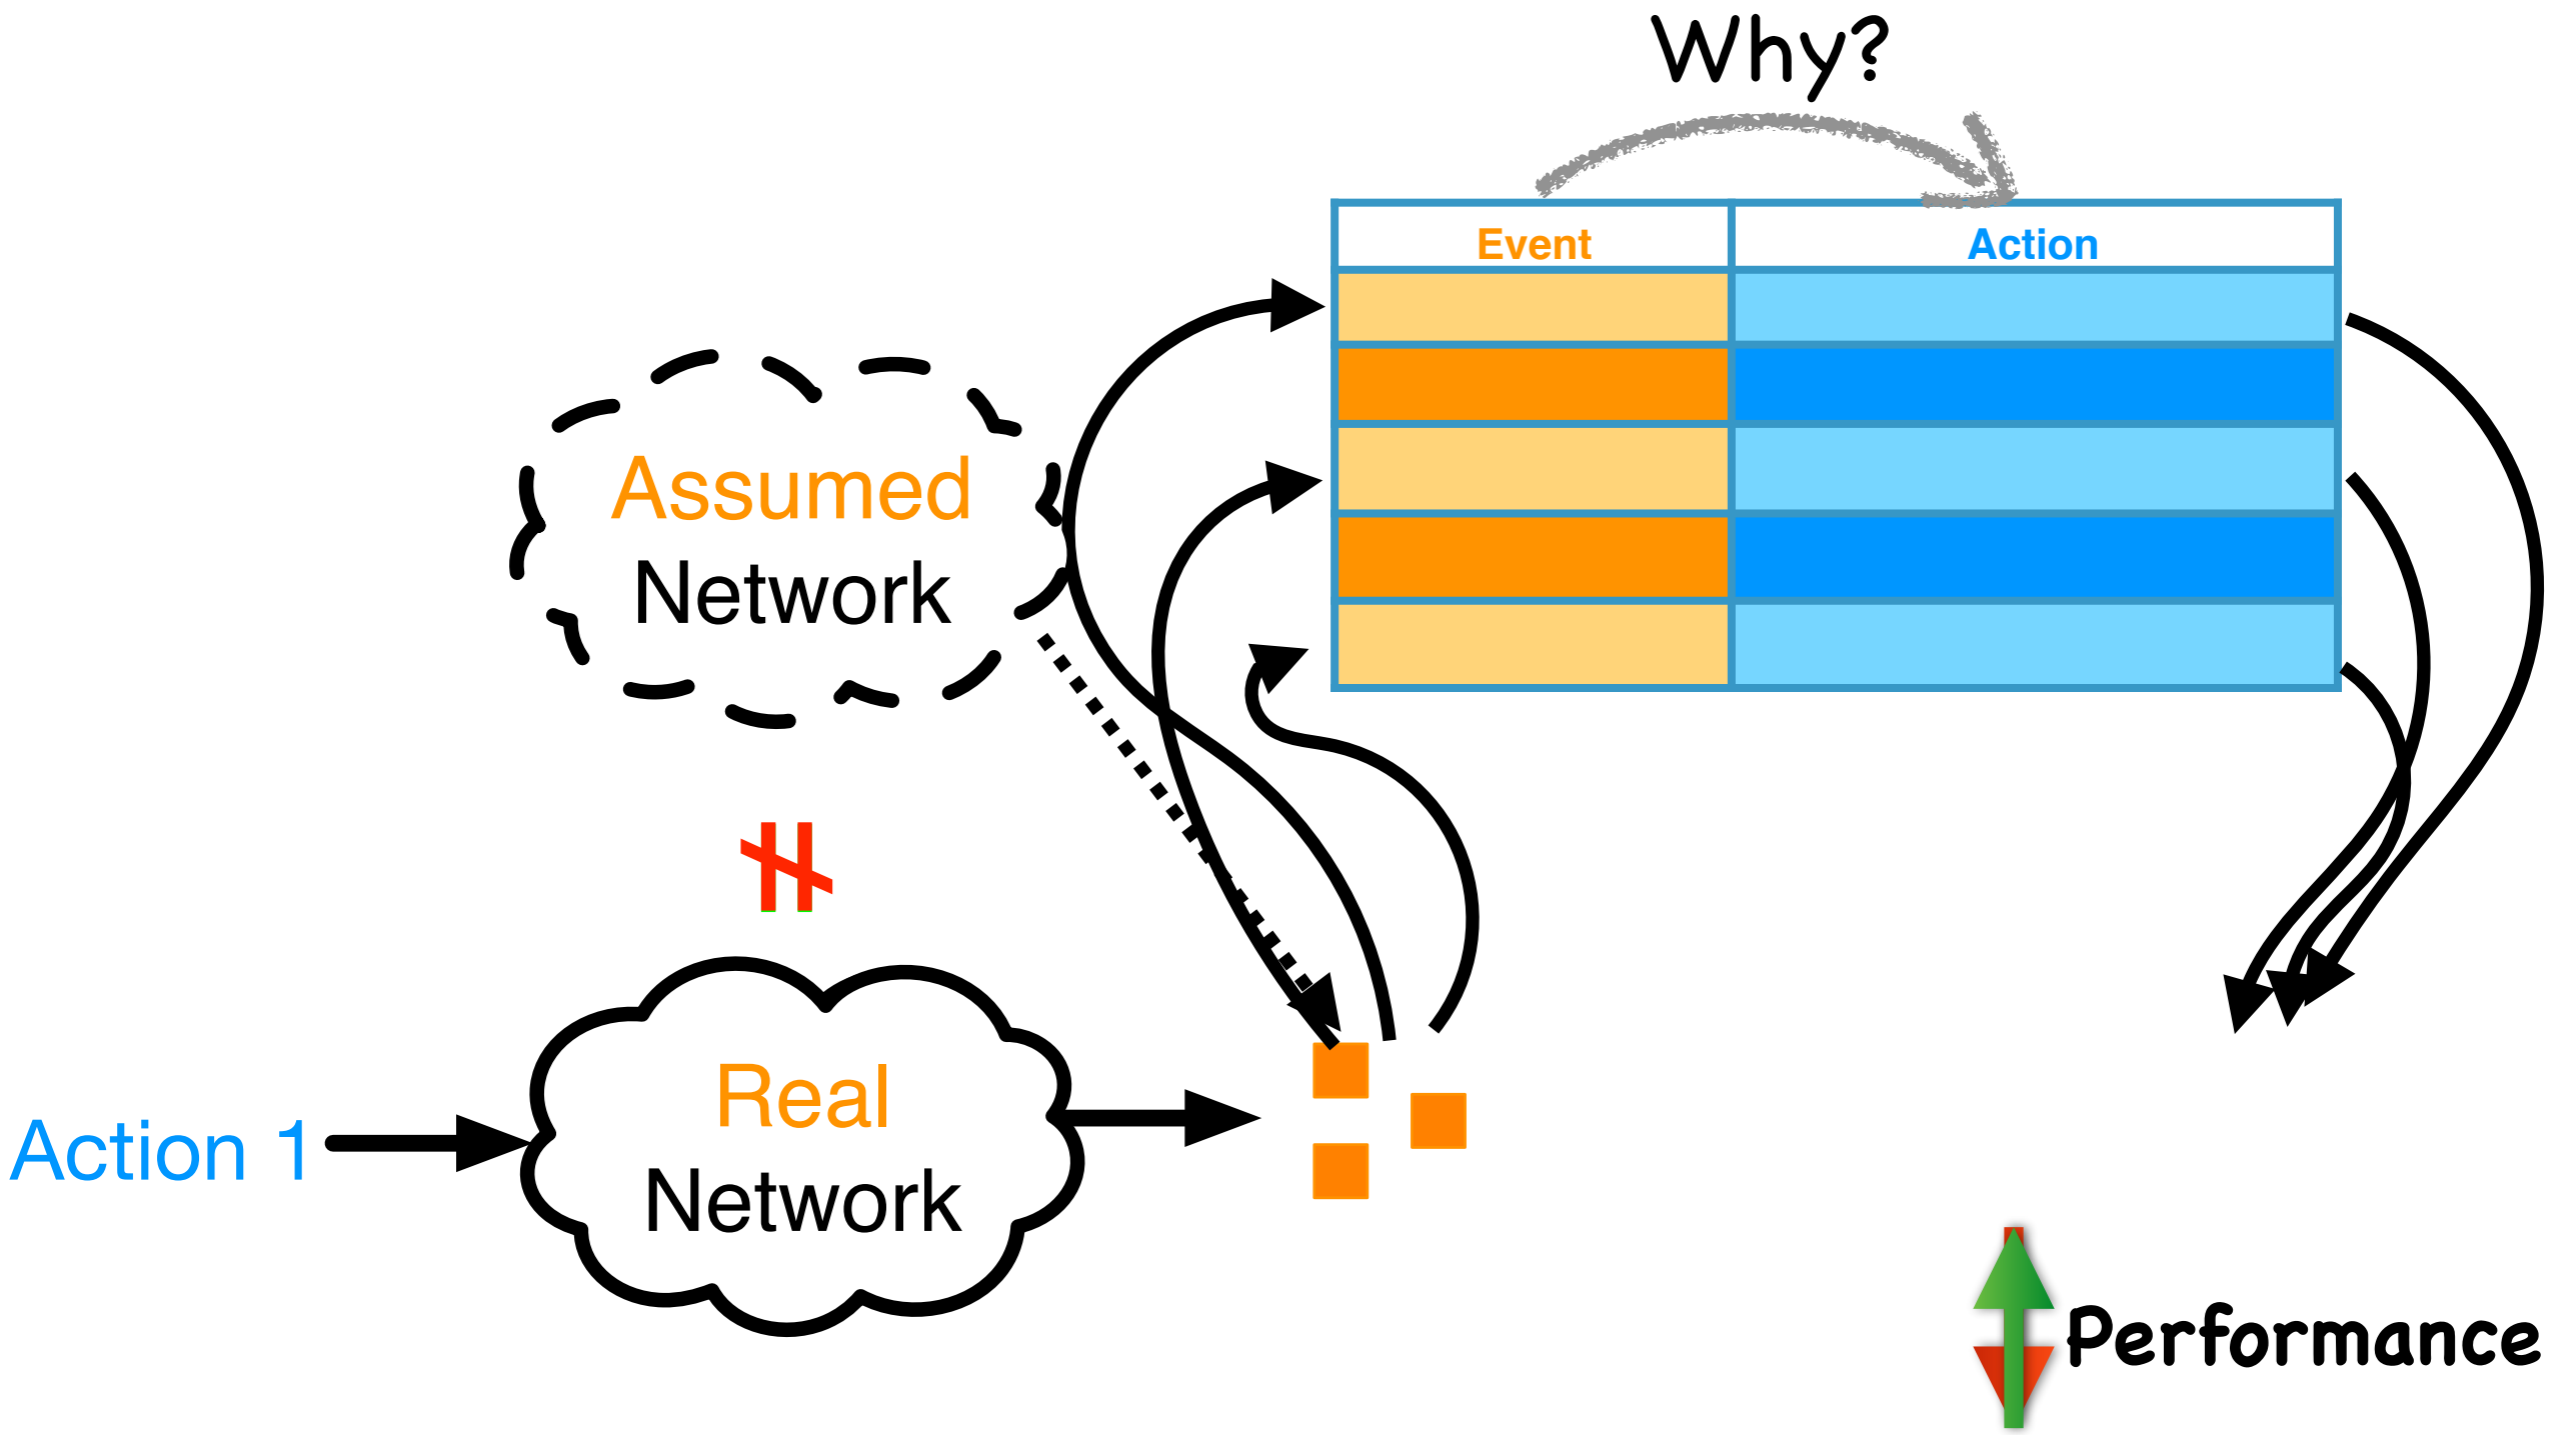 Why?
Event
Action
Assumed
Network
≠
Real
Network
Action 1
Performance